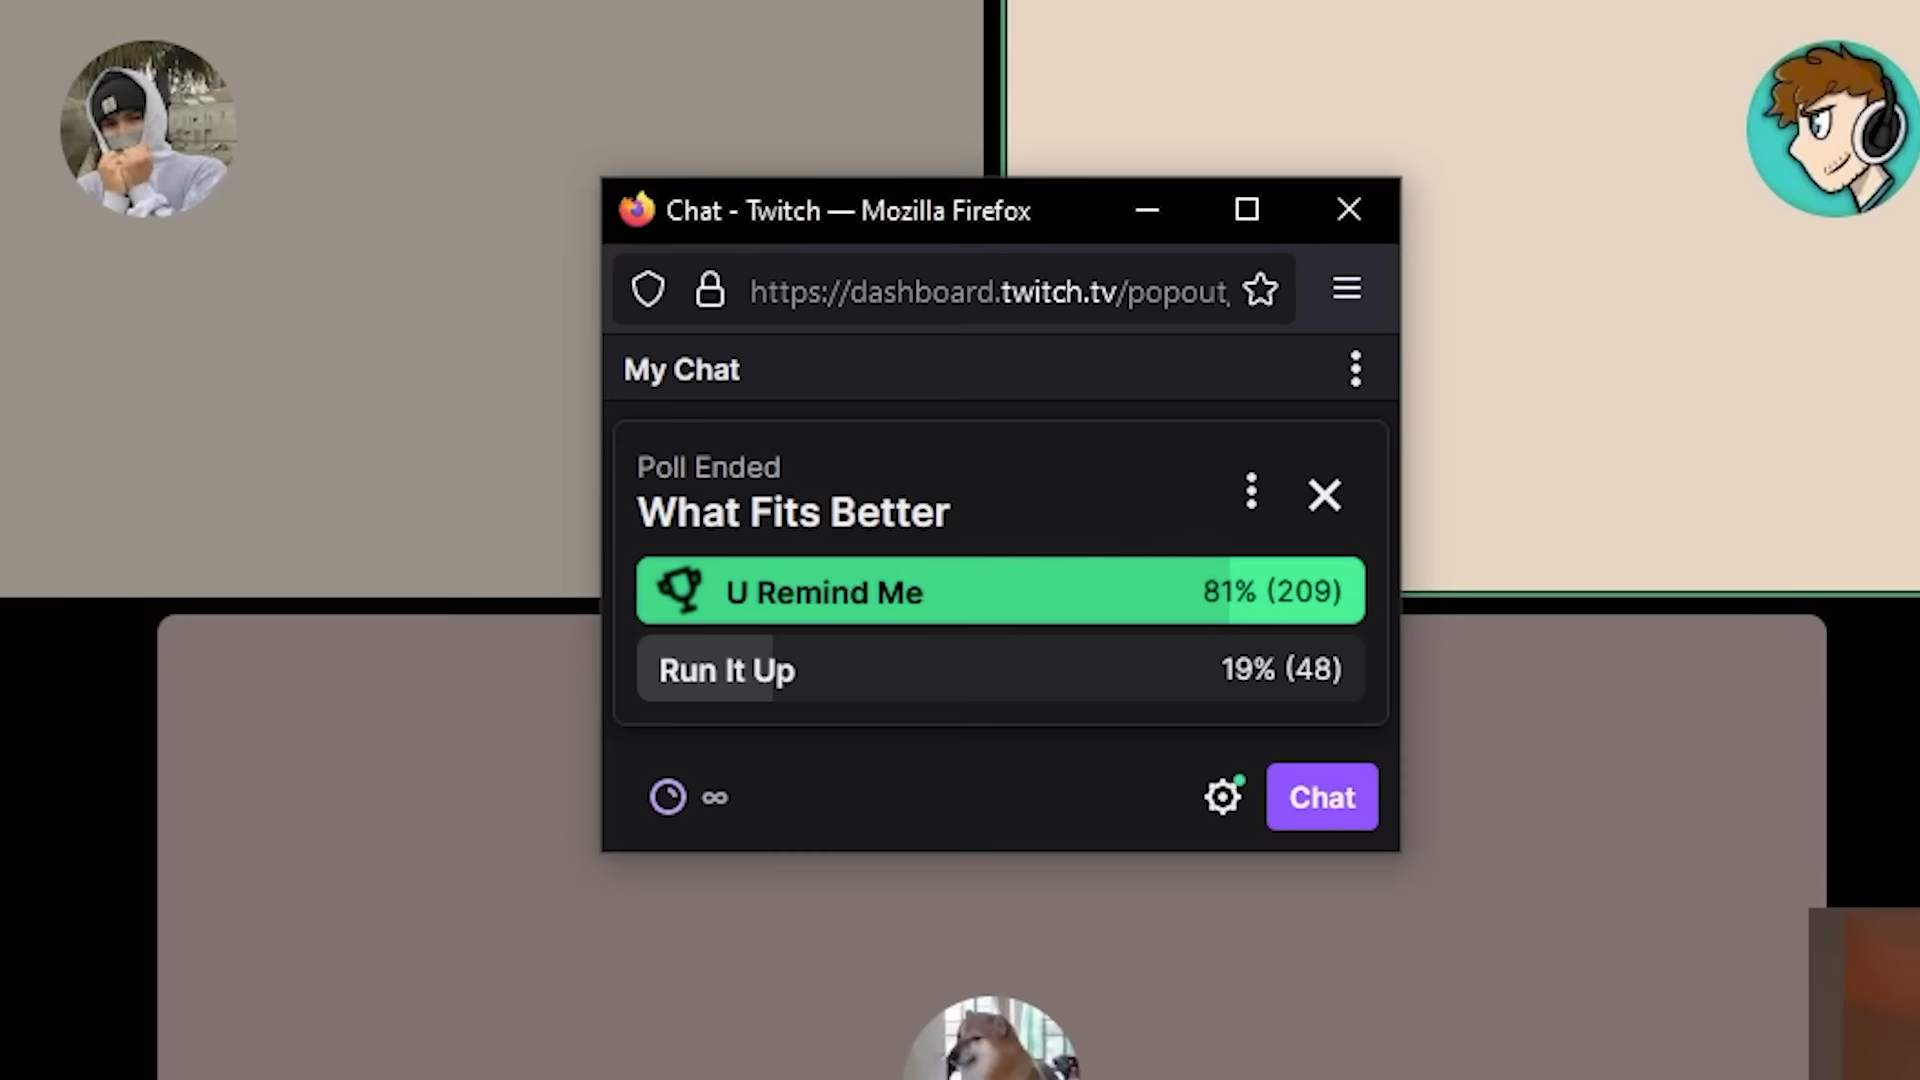 Chat - Twitch — Mozilla Firefox
https://dashboard.twitch.tv/popout
My Chat
Poll Ended
What Fits Better
U Remind Me 81% (209)
Run It Up 19% (48)
∞
Chat